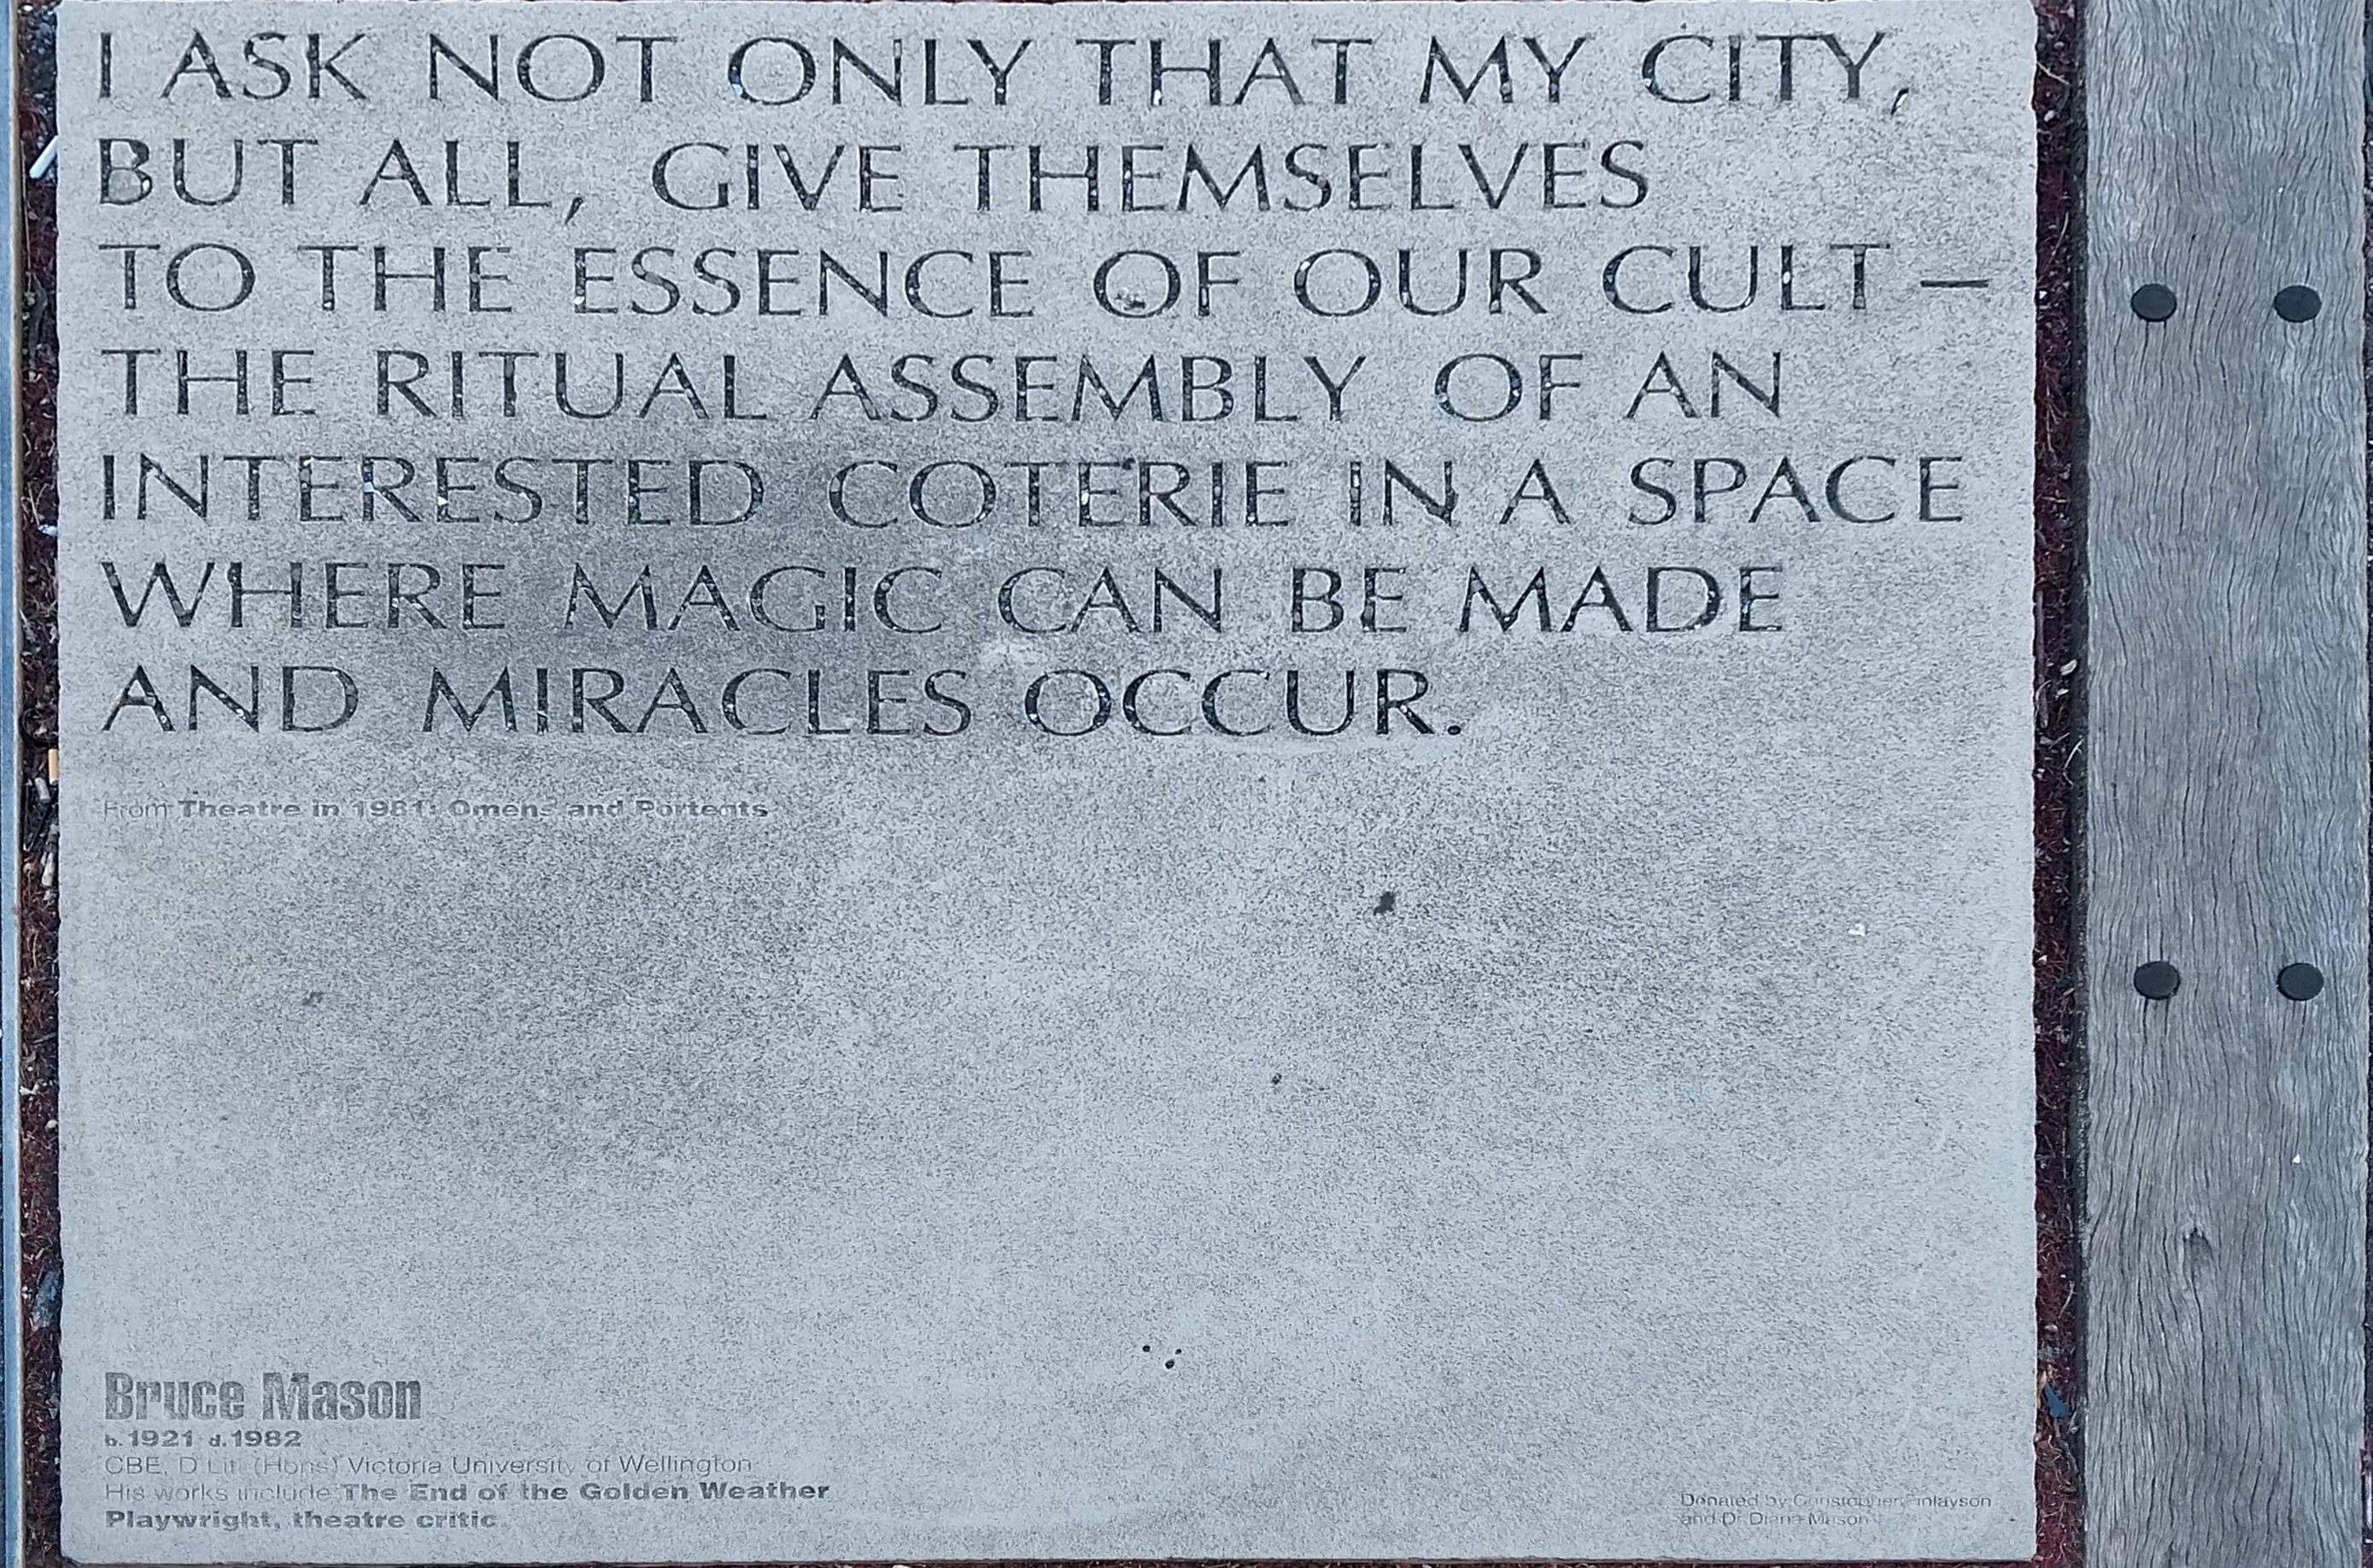 I ASK NOT ONLY THAT MY CITY,
BUT ALL, GIVE THEMSELVES
TO THE ESSENCE OF OUR CULT –
THE RITUAL ASSEMBLY OF AN
INTERESTED COTERIE IN A SPACE
WHERE MAGIC CAN BE MADE
AND MIRACLES OCCUR.
From Theatre in 1981: Omens and Portents
Bruce Mason
b. 1921 d. 1982
CBE, D Lit (Hons) Victoria University of Wellington
His works include The End of the Golden Weather
Playwright, theatre critic
Donated by Christopher Finlayson
and Dr Diana Mason